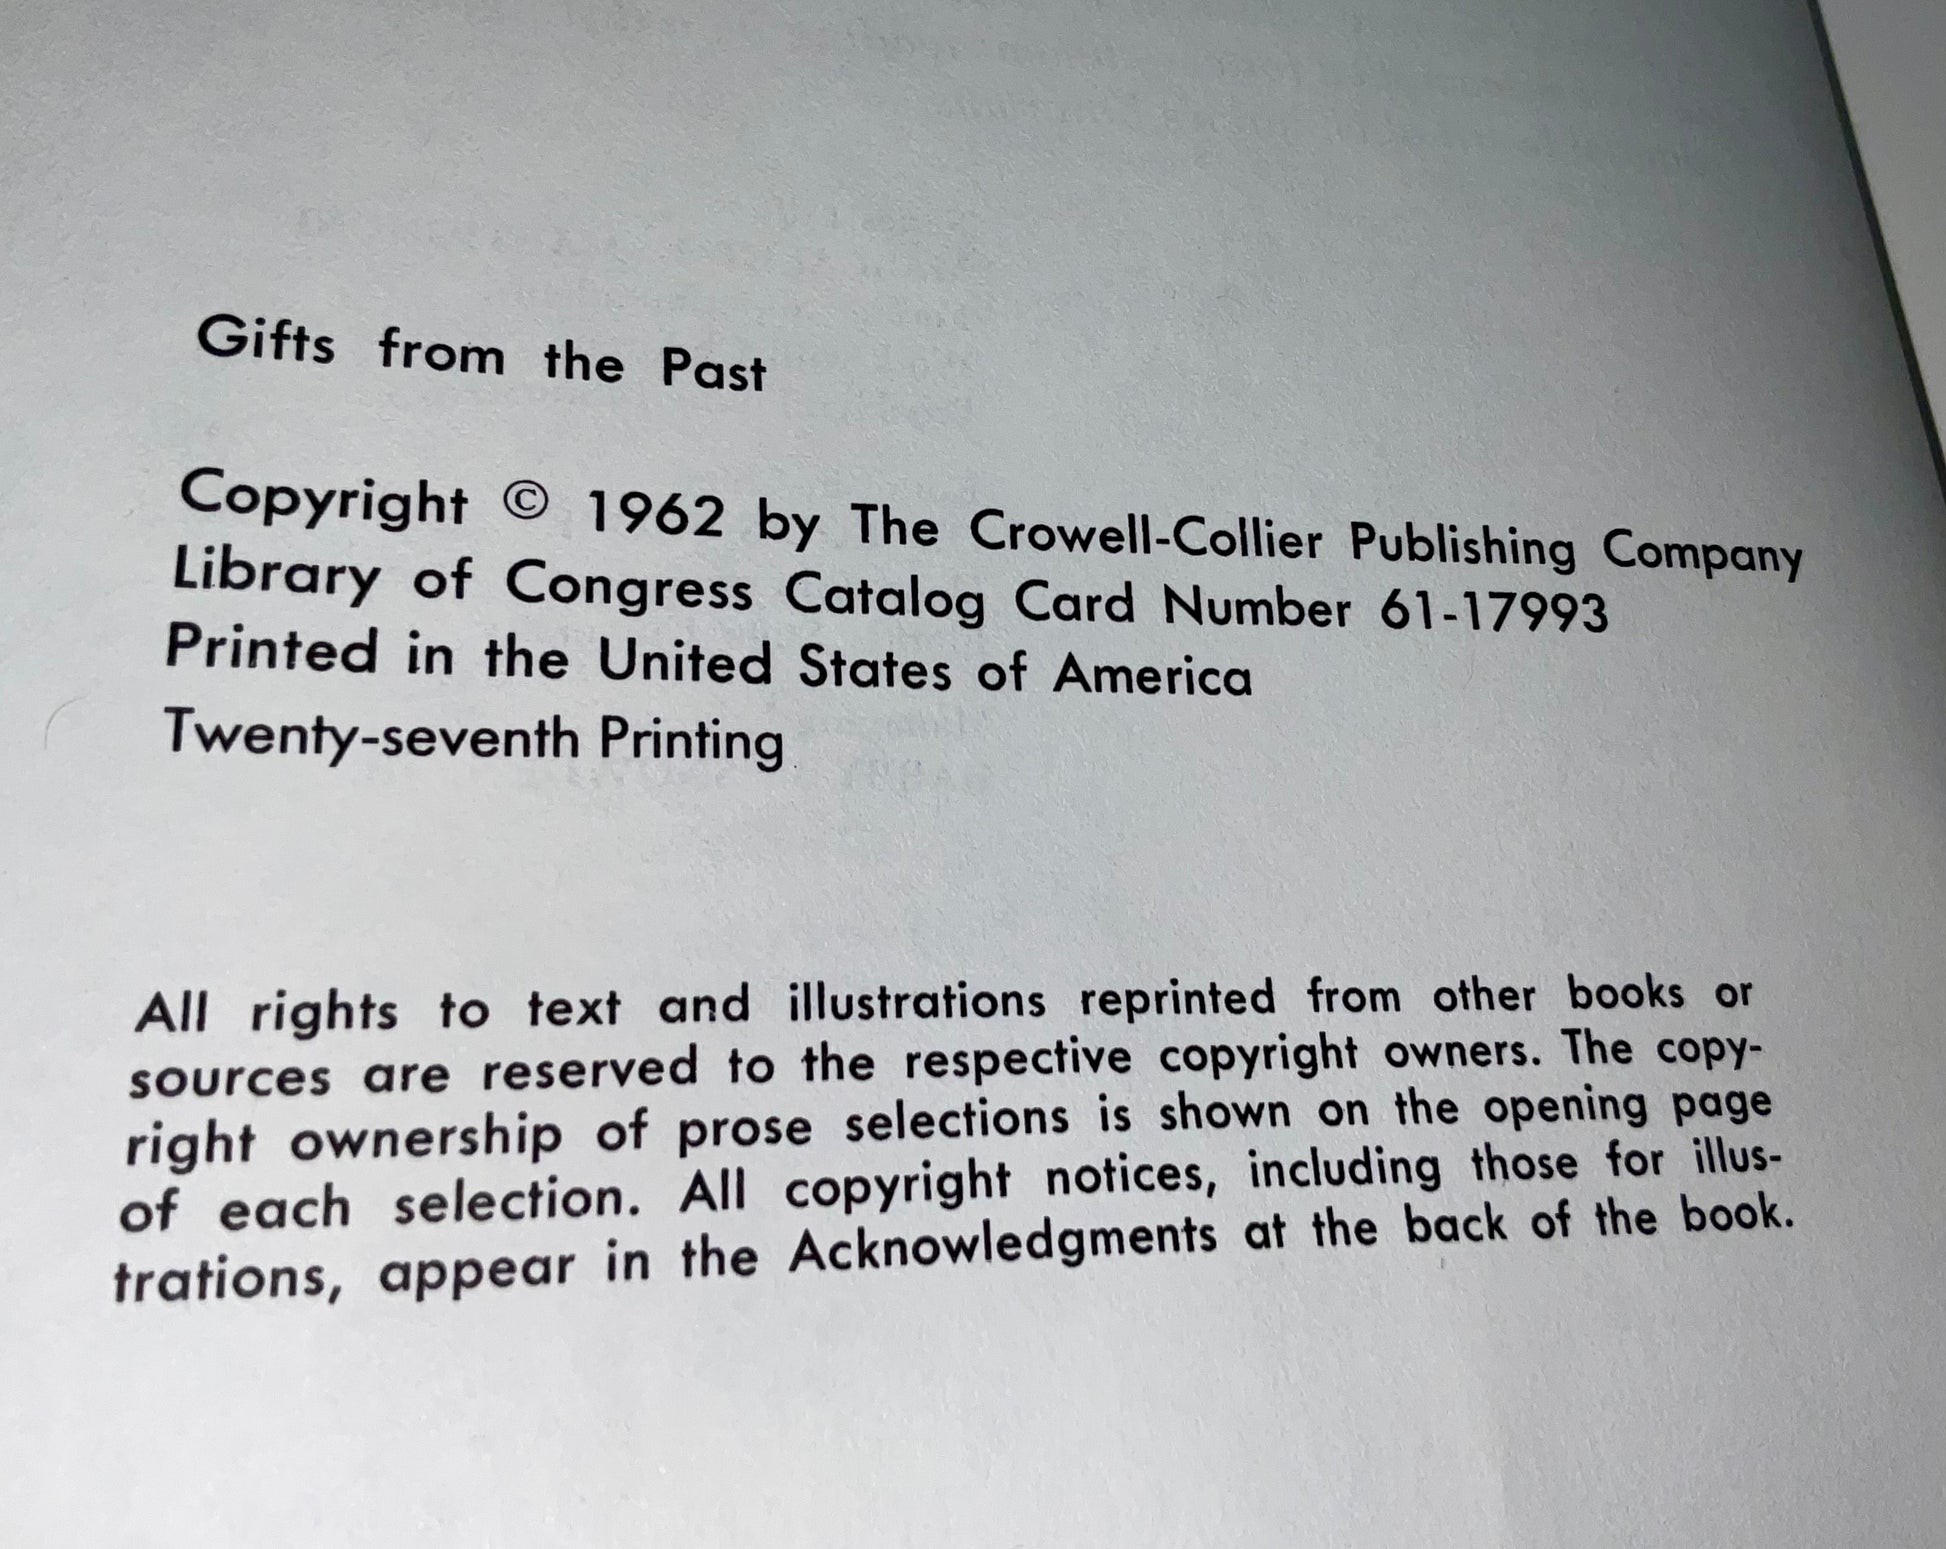 Gifts from the Past
Copyright © 1962 by The Crowell-Collier Publishing Company
Library of Congress Catalog Card Number 61-17993
Printed in the United States of America
Twenty-seventh Printing
All rights to text and illustrations reprinted from other books or
sources are reserved to the respective copyright owners. The copy-
right ownership of prose selections is shown on the opening page
of each selection. All copyright notices, including those for illus-
trations, appear in the Acknowledgments at the back of the book.